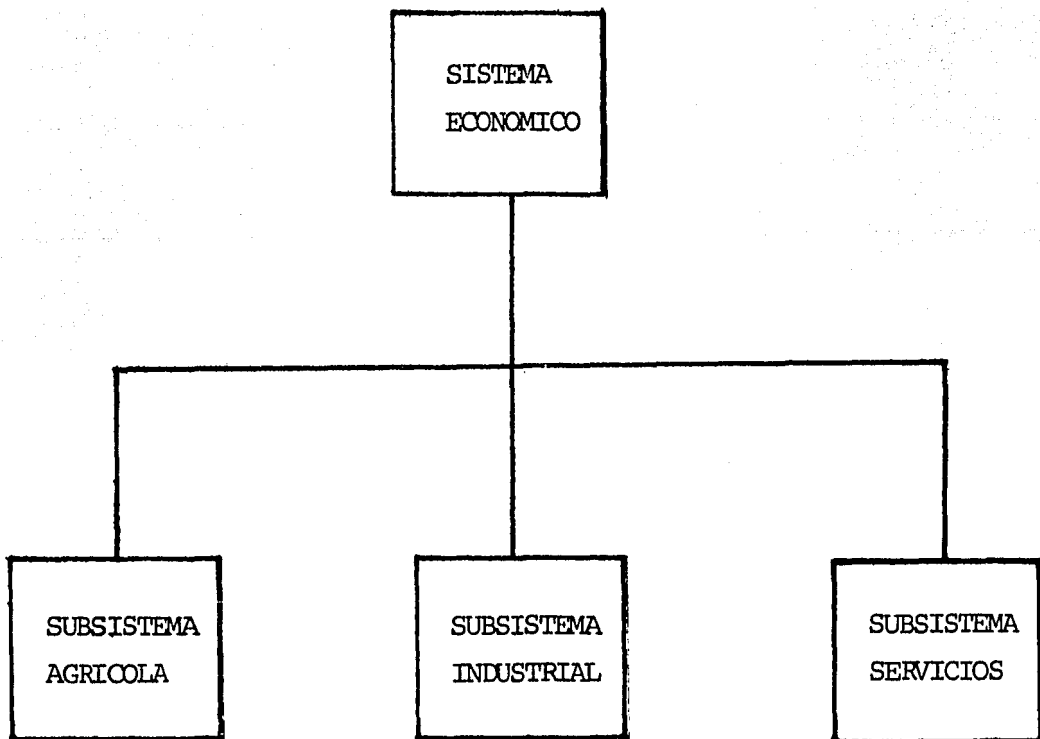 SISTEMA
ECONOMICO
SUBSISTEMA
AGRICOLA
SUBSISTEMA
INDUSTRIAL
SUBSISTEMA
SERVICIOS